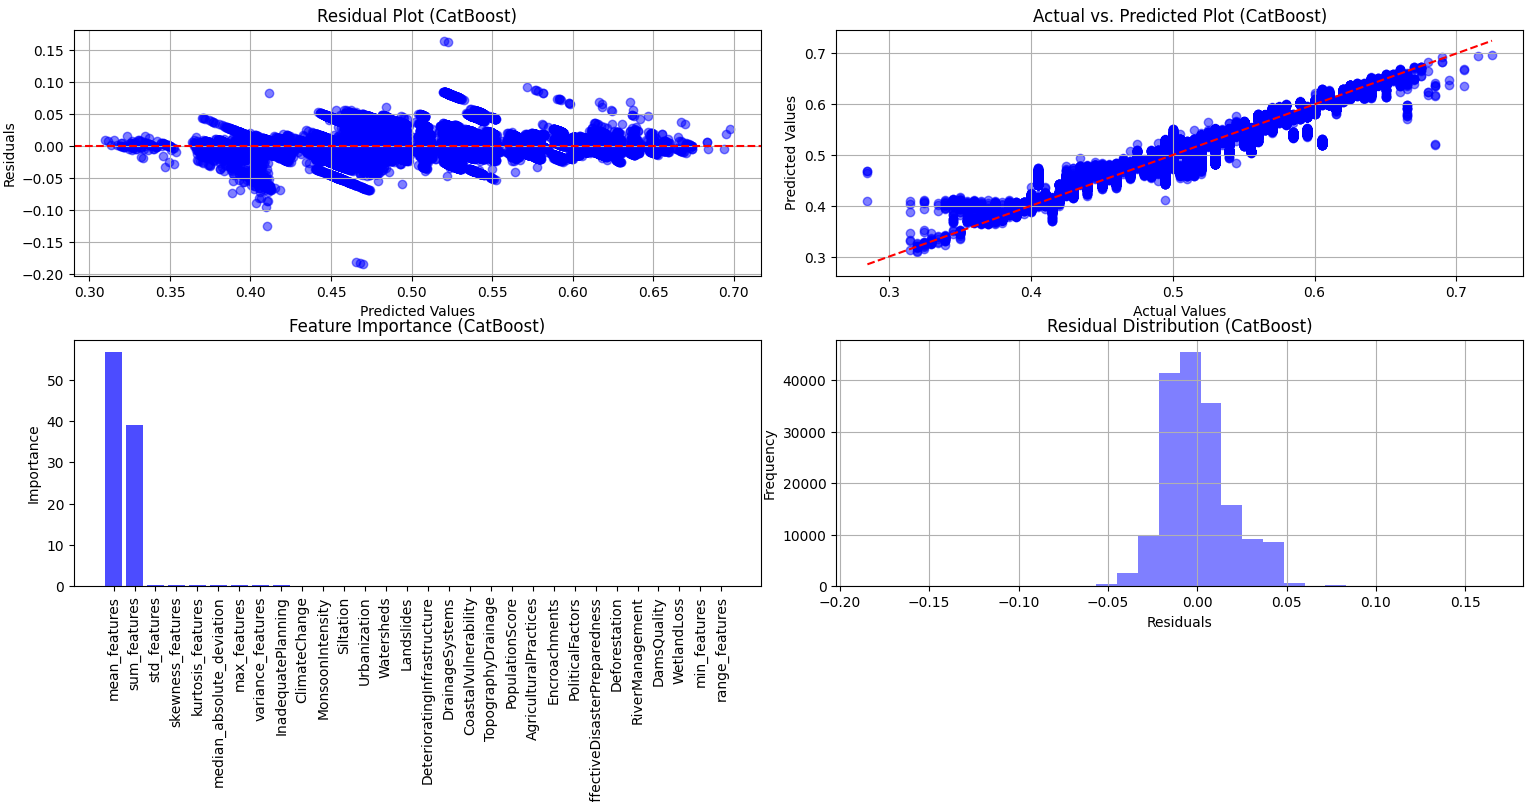 Residual Plot (CatBoost)
Residuals
0.15
0.10
0.05
0.00
−0.05
−0.10
−0.15
−0.20
0.30 0.35 0.40 0.45 0.50 0.55 0.60 0.65 0.70
Predicted Values
Actual vs. Predicted Plot (CatBoost)
Predicted Values
0.7
0.6
0.5
0.4
0.3
0.3 0.4 0.5 0.6 0.7
Actual Values
Feature Importance (CatBoost)
Importance
50
40
30
20
10
0
mean_features
sum_features
std_features
skewness_features
kurtosis_features
median_absolute_deviation
max_features
variance_features
InadequatePlanning
ClimateChange
MonsoonIntensity
Siltation
Urbanization
Watersheds
Landslides
DeterioratingInfrastructure
DrainageSystems
CoastalVulnerability
TopographyDrainage
PopulationScore
AgriculturalPractices
Encroachments
PoliticalFactors
ffectiveDisasterPreparedness
Deforestation
RiverManagement
DamsQuality
WetlandLoss
min_features
range_features
Residual Distribution (CatBoost)
Frequency
40000
30000
20000
10000
0
−0.20 −0.15 −0.10 −0.05 0.00 0.05 0.10 0.15
Residuals